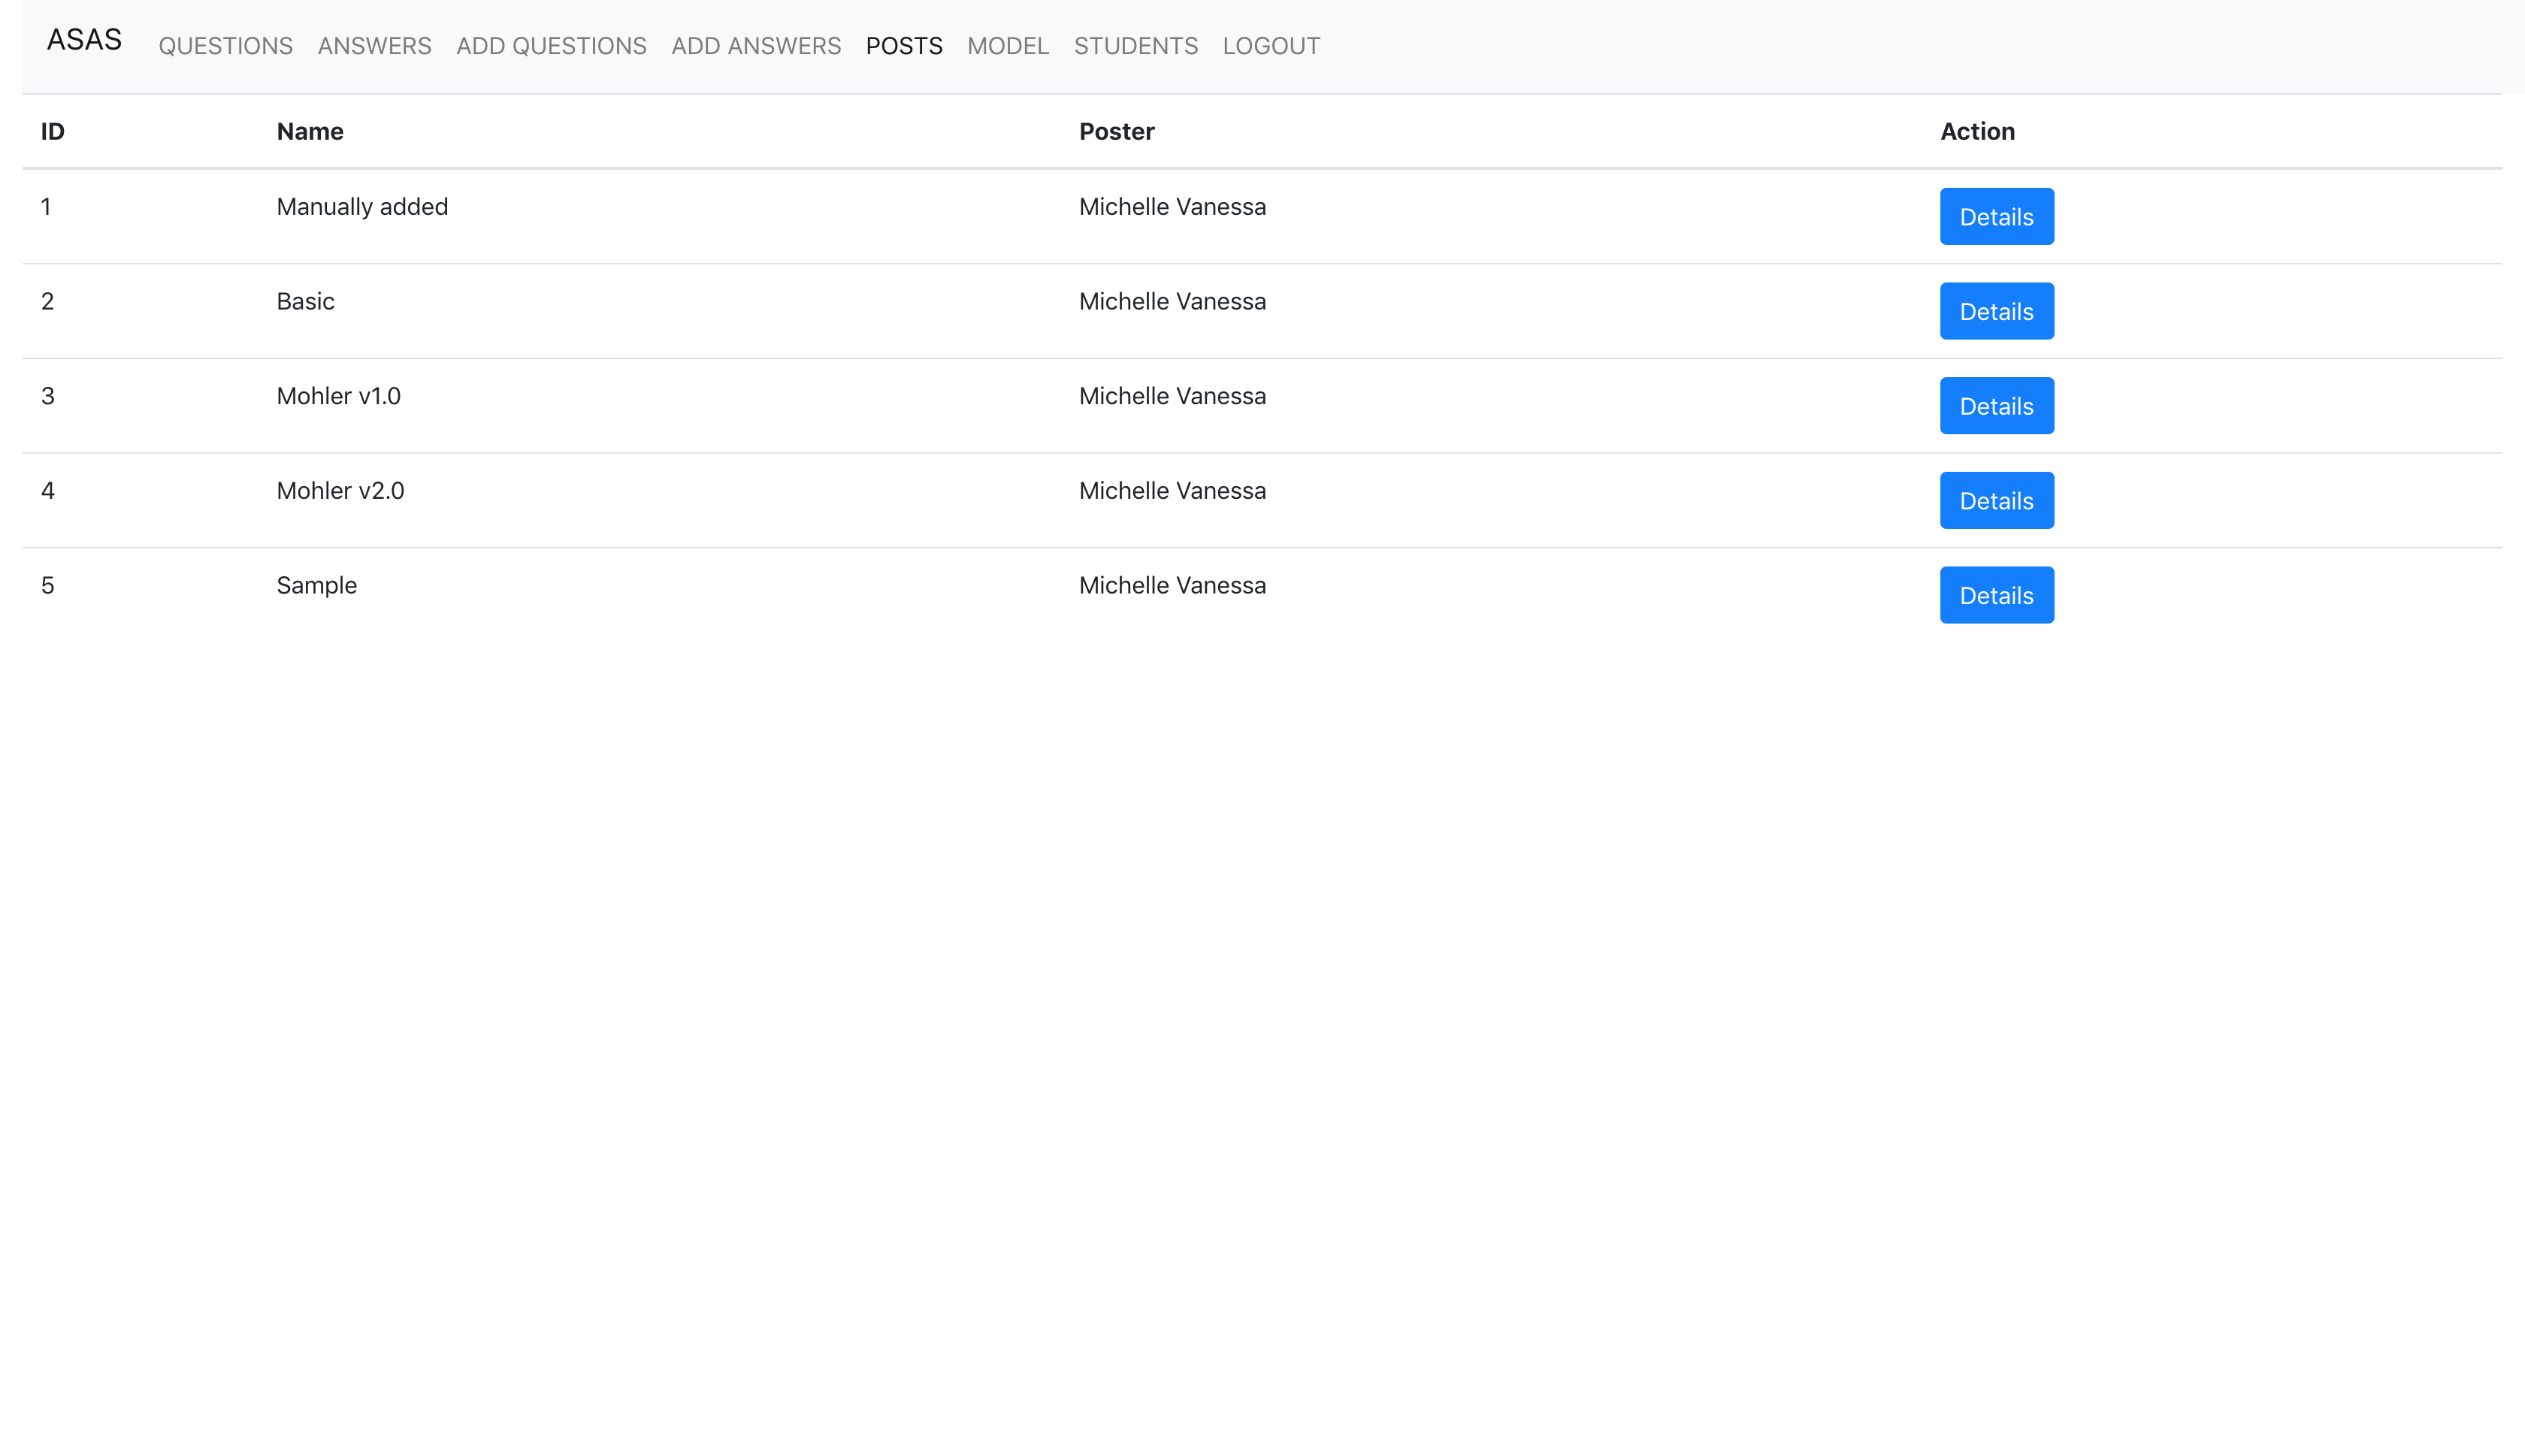 ASAS QUESTIONS ANSWERS ADD QUESTIONS ADD ANSWERS POSTS MODEL STUDENTS LOGOUT
ID Name Poster Action
1 Manually added Michelle Vanessa Details
2 Basic Michelle Vanessa Details
3 Mohler v1.0 Michelle Vanessa Details
4 Mohler v2.0 Michelle Vanessa Details
5 Sample Michelle Vanessa Details